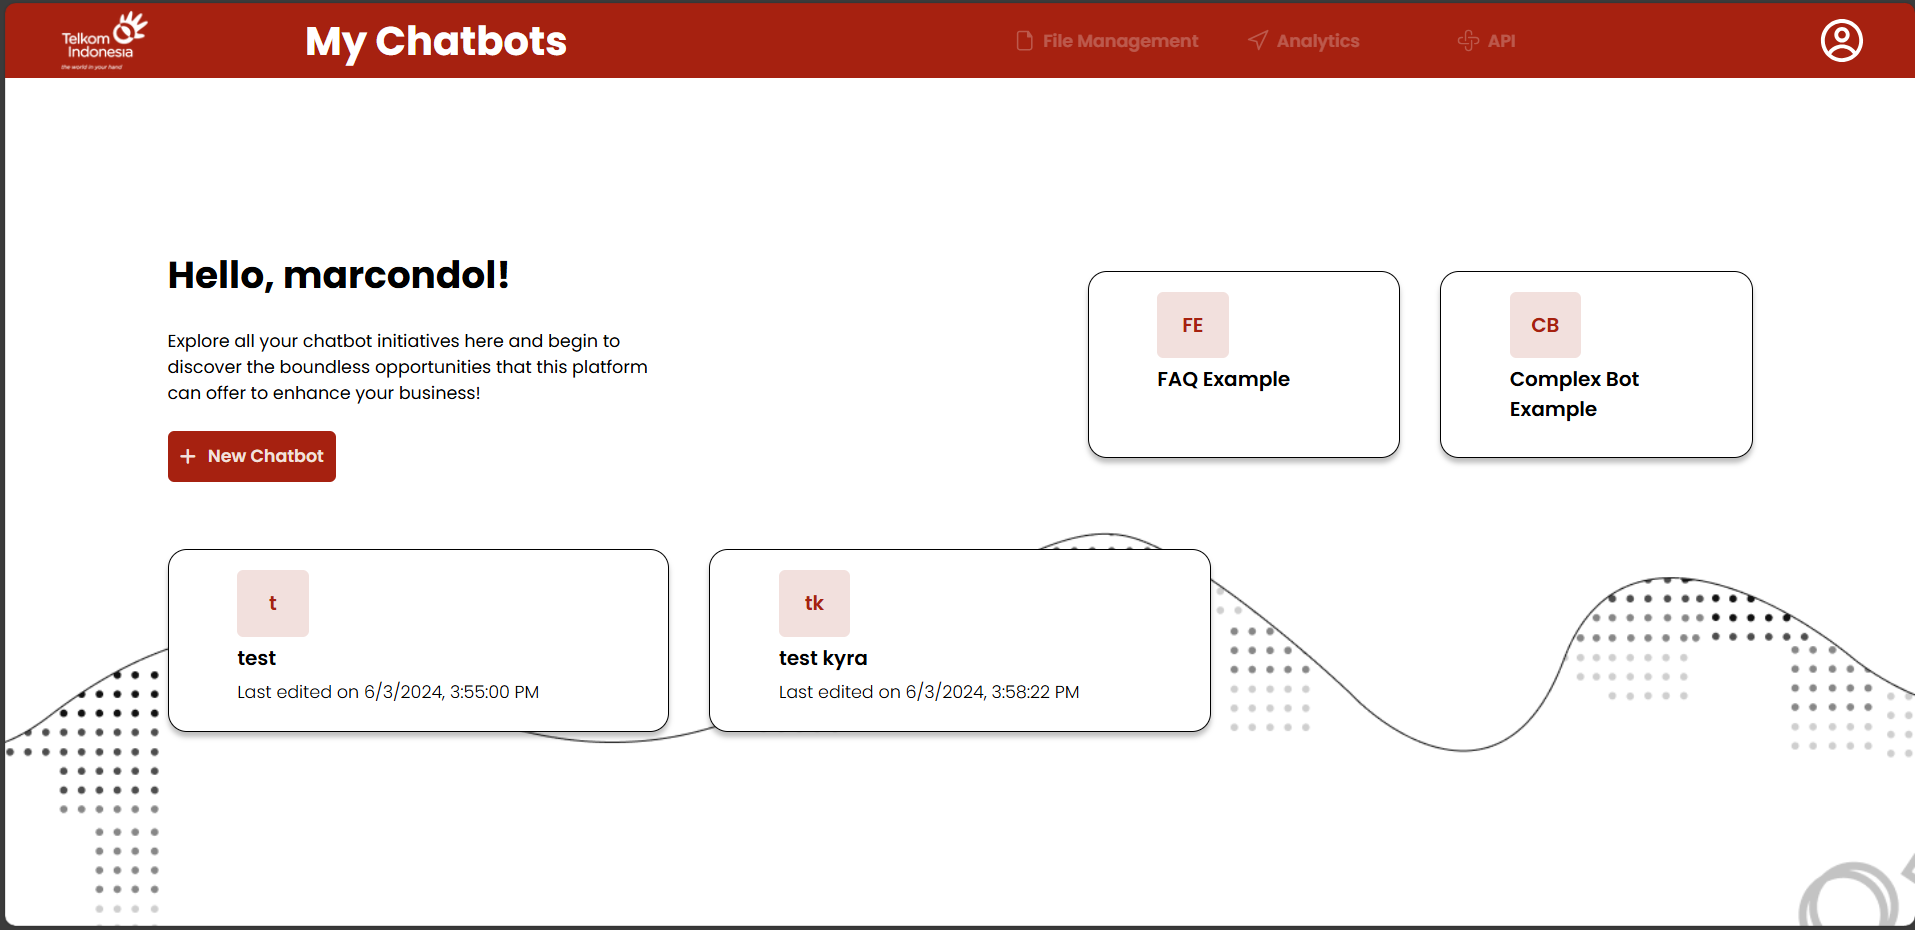 Telkom
Indonesia
the world in your hand
My Chatbots
File Management
Analytics
API
Hello, marcondol!
Explore all your chatbot initiatives here and begin to
discover the boundless opportunities that this platform
can offer to enhance your business!
+ New Chatbot
FE
FAQ Example
CB
Complex Bot
Example
t
test
Last edited on 6/3/2024, 3:55:00 PM
tk
test kyra
Last edited on 6/3/2024, 3:58:22 PM